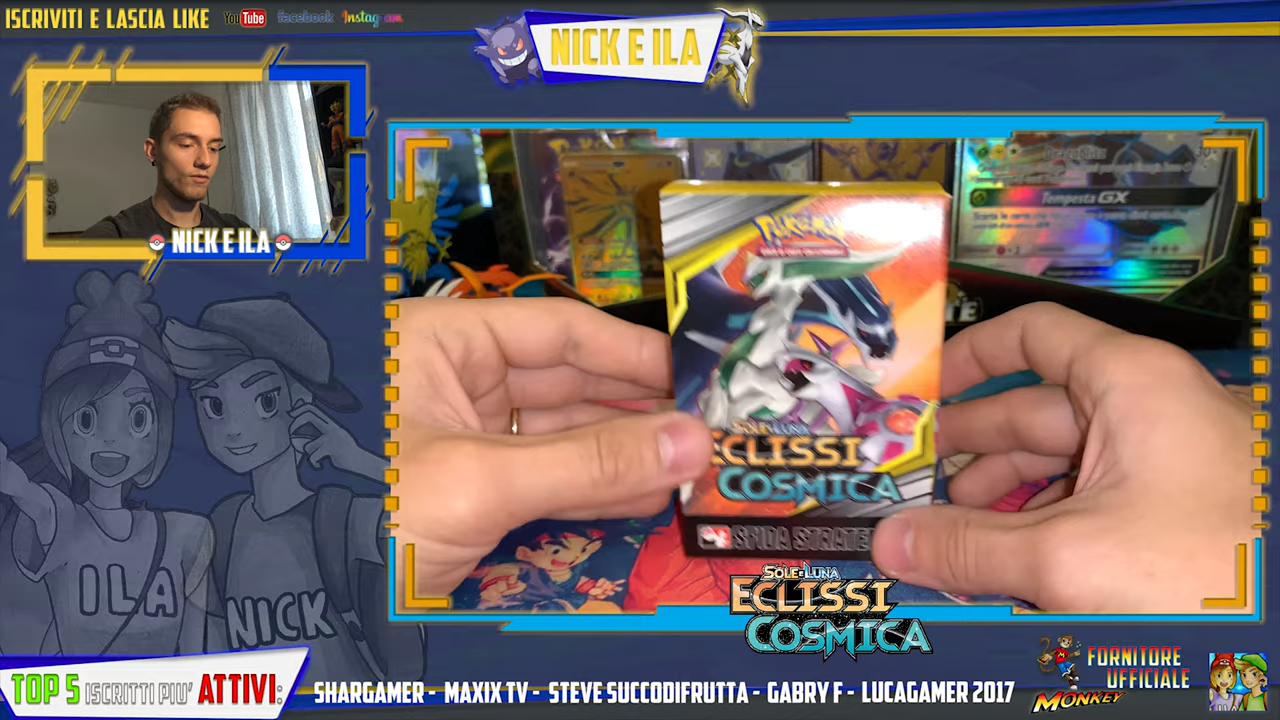 ISCRIVITI E LASCIA LIKE YouTube facebook Instagram
NICK E ILA
NICK E ILA
Tempesta GX
POKÉMON
SOLE E LUNA
ECLISSI
COSMICA
SFIDA
SOLE E LUNA
ECLISSI
COSMICA
ILA
NICK
FORNITORE
UFFICIALE
MONKEY
TOP 5 ISCRITTI PIU' ATTIVI: SHARGAMER - MAXIX TV - STEVE SUCCODIFRUTTA - GABRY F - LUCAGAMER 2017